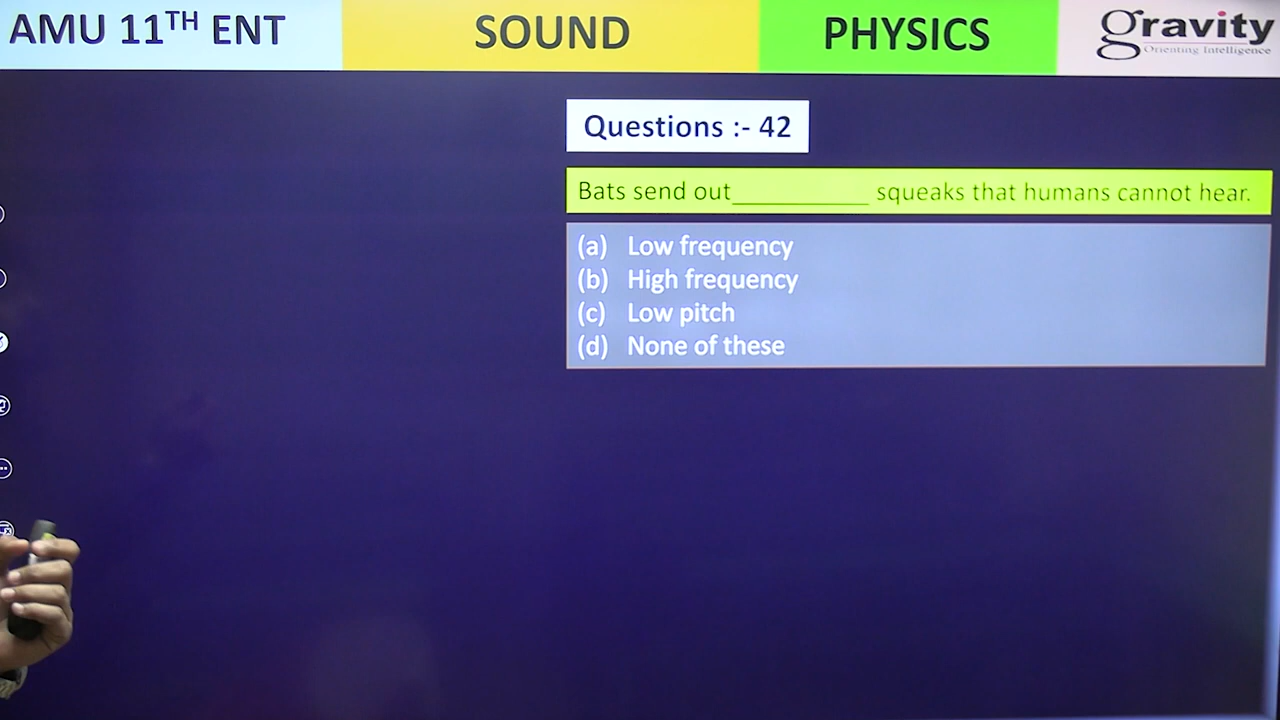 AMU 11TH ENT
SOUND
PHYSICS
gravity
Orienting Intelligence
Questions :- 42
Bats send out__________ squeaks that humans cannot hear.
(a) Low frequency
(b) High frequency
(c) Low pitch
(d) None of these